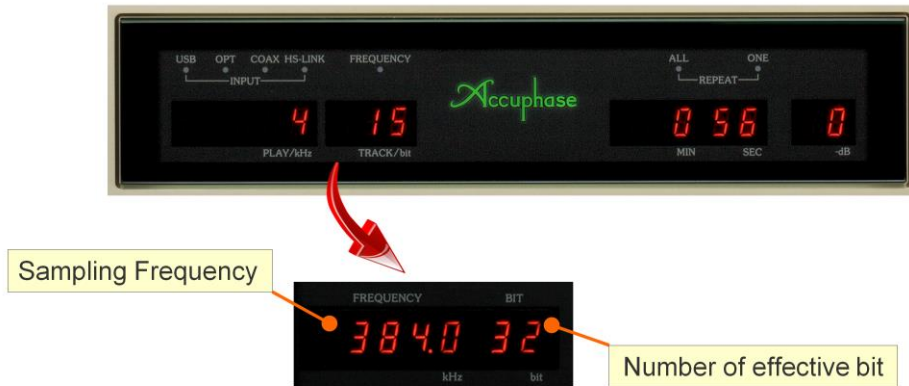 USB OPT COAX HS-LINK FREQUENCY ALL ONE
INPUT REPEAT
Accuphase
4 15 0 56 0
PLAY/kHz TRACK/bit MIN SEC -dB
Sampling Frequency
FREQUENCY BIT
384.0 32
kHz bit
Number of effective bit